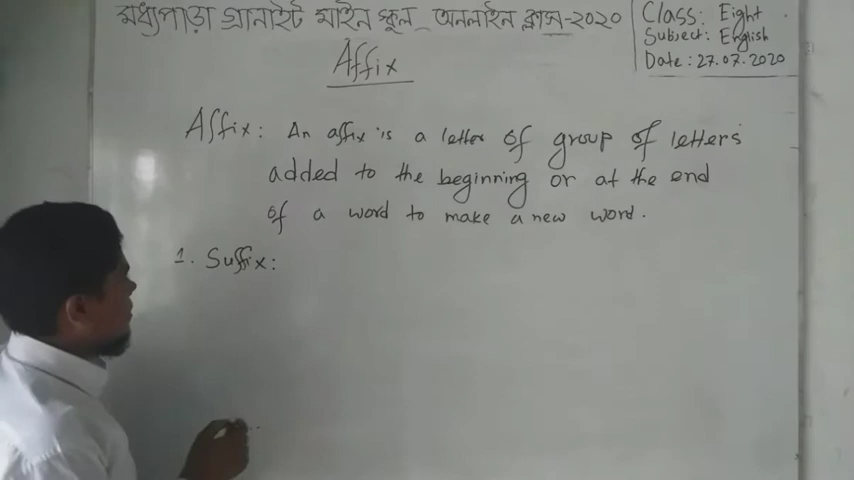 মধ্যপাড়া গ্রানাইট মাইন স্কুল অনলাইন ক্লাস-২০২০
Class: Eight
Subject: English
Date: 27.07.2020
Affix
Affix: An affix is a letter of group of letters
added to the beginning or at the end
of a word to make a new word.
1. Suffix: